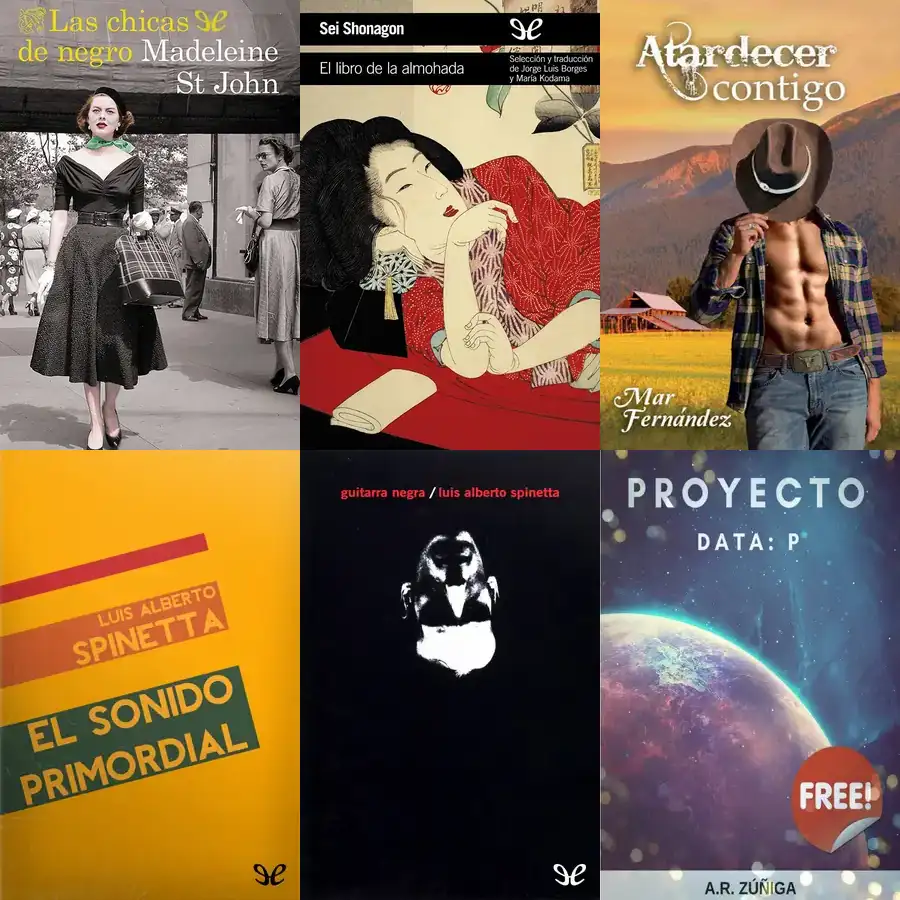 Las chicas
de negro Madeleine
St John
Sei Shonagon
El libro de la almohada
Selección y traducción
de Jorge Luis Borges
y María Kodama
Atardecer
contigo
Mar
Fernández
LUIS ALBERTO
SPINETTA
EL SONIDO
PRIMORDIAL
guitarra negra / luis alberto spinetta
PROYECTO
DATA: P
FREE!
A.R. ZÚÑIGA